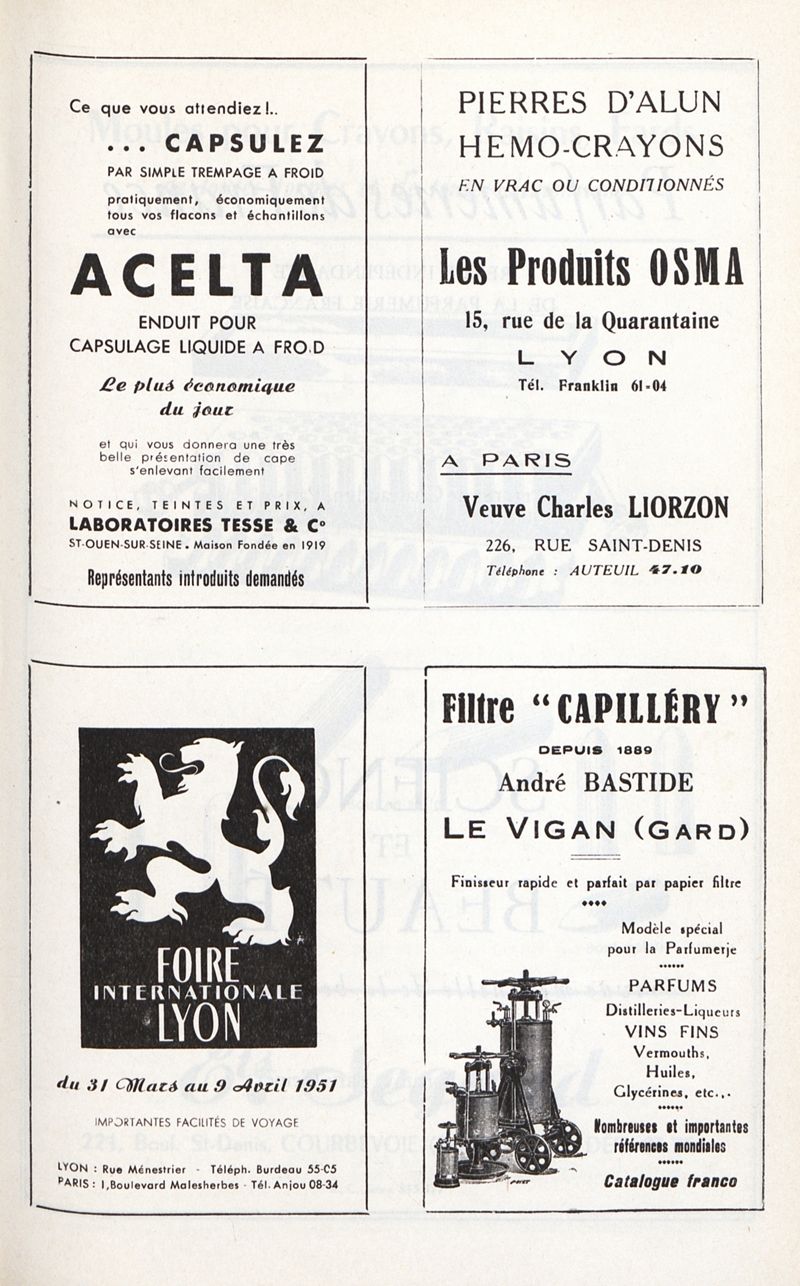 Ce que vous attendiez !..
... CAPSULEZ
PAR SIMPLE TREMPAGE A FROID
pratiquement, économiquement
tous vos flacons et échantillons
avec
ACELTA
ENDUIT POUR
CAPSULAGE LIQUIDE A FRO.D
Le plus économique
du jour
et qui vous donnera une très
belle présentation de cape
s'enlevant facilement
NOTICE, TEINTES ET PRIX, A
LABORATOIRES TESSE & Cº
ST-OUEN-SUR-SEINE. Maison Fondée en 1919
Représentants introduits demandés
PIERRES D'ALUN
HEMO-CRAYONS
EN VRAC OU CONDITIONNÉS
Les Produits OSMA
15, rue de la Quarantaine
LYON
Tél. Franklin 61-04
A PARIS
Veuve Charles LIORZON
226, RUE SAINT-DENIS
Téléphone : AUTEUIL 47.10
FOIRE
INTERNATIONALE
LYON
du 31 Mars au 9 Avril 1951
IMPORTANTES FACILITÉS DE VOYAGE
LYON : Rue Ménestrier - Téléph. Burdeau 55-05
PARIS : 1, Boulevard Malesherbes - Tél. Anjou 08-34
Filtre "CAPILLÉRY"
DEPUIS 1889
André BASTIDE
LE VIGAN (GARD)
Finisseur rapide et parfait par papier filtre
Modèle spécial
pour la Parfumerie
PARFUMS
Distilleries-Liqueurs
VINS FINS
Vermouths,
Huiles,
Glycérines, etc...
Nombreuses et importantes
références mondiales
Catalogue franco